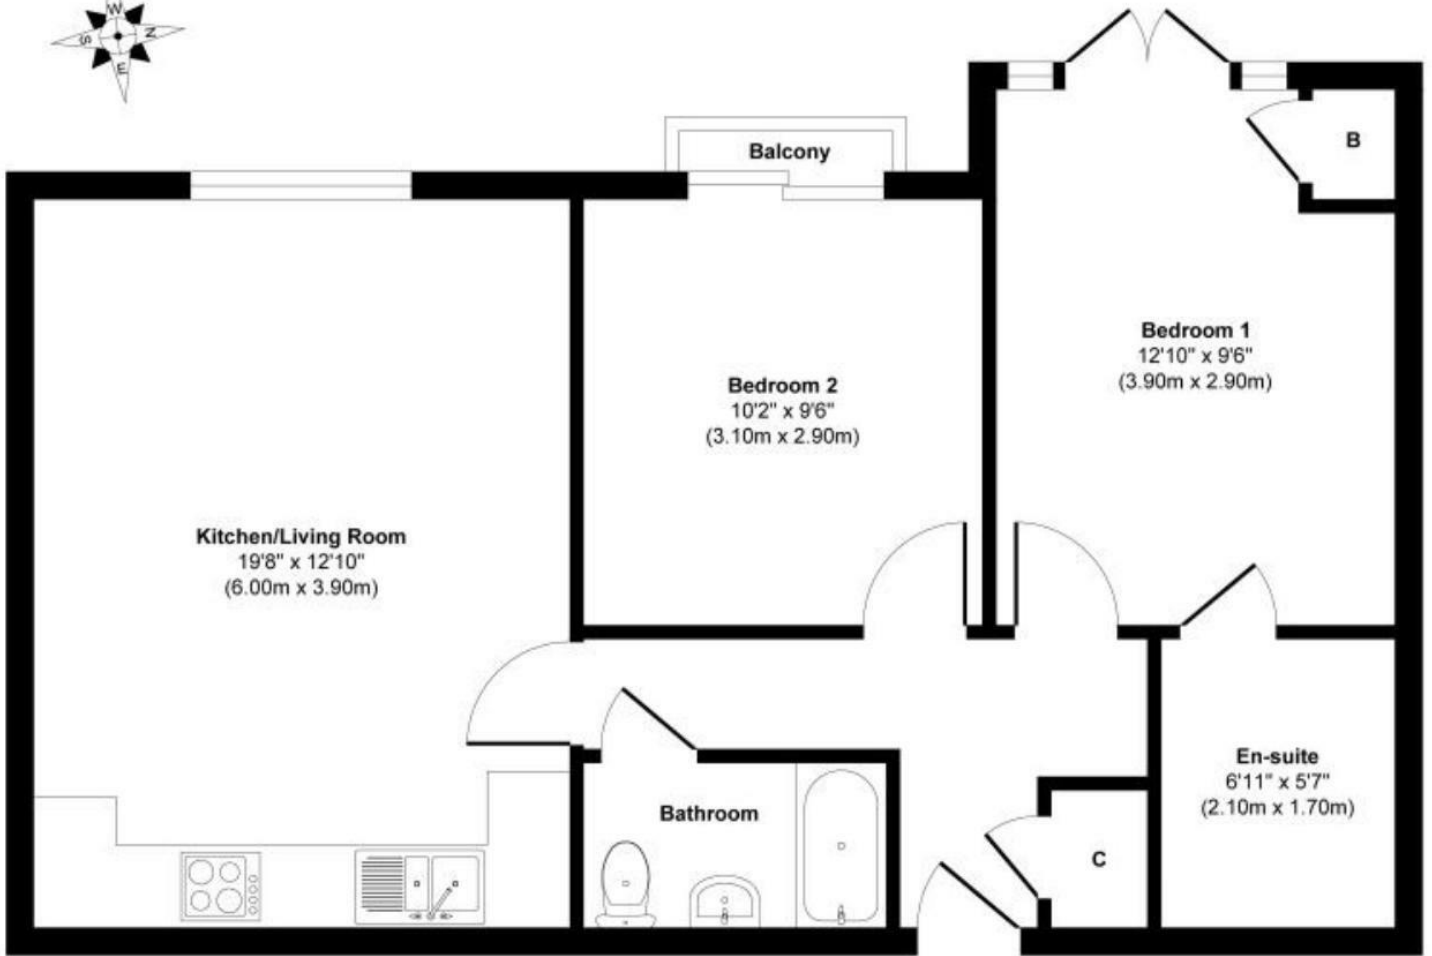 W
S
N
E
Balcony
B
Bedroom 1
12'10" x 9'6"
(3.90m x 2.90m)
Bedroom 2
10'2" x 9'6"
(3.10m x 2.90m)
Kitchen/Living Room
19'8" x 12'10"
(6.00m x 3.90m)
En-suite
6'11" x 5'7"
(2.10m x 1.70m)
Bathroom
C